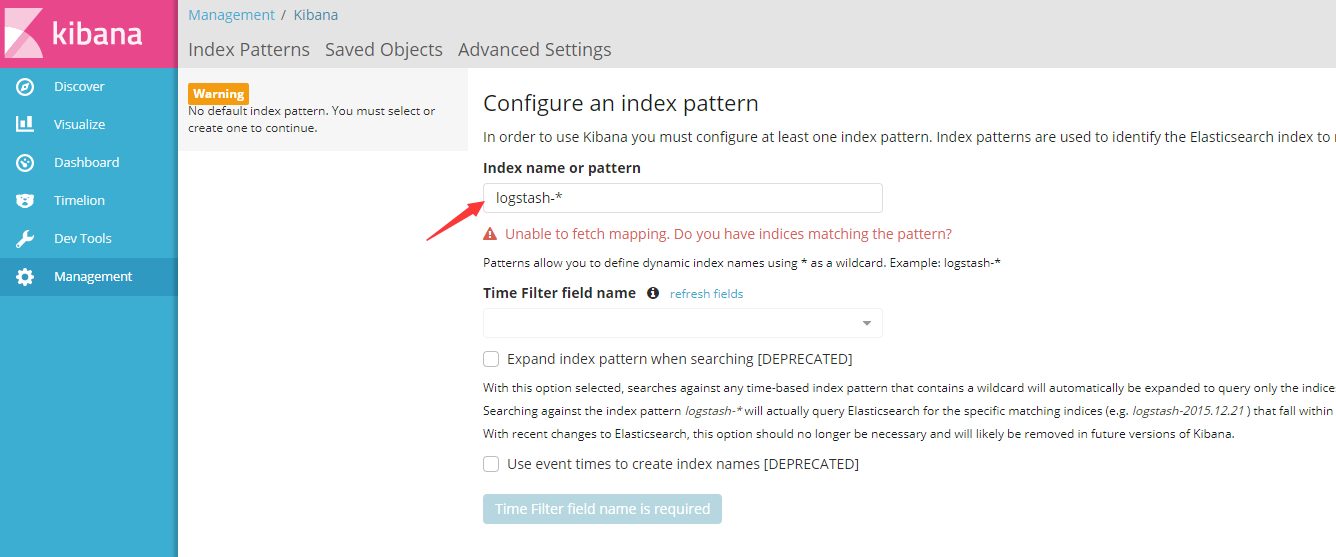 kibana
Discover
Visualize
Dashboard
Timelion
Dev Tools
Management
Management / Kibana
Index Patterns Saved Objects Advanced Settings
Warning
No default index pattern. You must select or
create one to continue.
Configure an index pattern
In order to use Kibana you must configure at least one index pattern. Index patterns are used to identify the Elasticsearch index to
Index name or pattern
logstash-*
Unable to fetch mapping. Do you have indices matching the pattern?
Patterns allow you to define dynamic index names using * as a wildcard. Example: logstash-*
Time Filter field name refresh fields
Expand index pattern when searching [DEPRECATED]
With this option selected, searches against any time-based index pattern that contains a wildcard will automatically be expanded to query only the indices
Searching against the index pattern logstash-* will actually query Elasticsearch for the specific matching indices (e.g. logstash-2015.12.21 ) that fall within
With recent changes to Elasticsearch, this option should no longer be necessary and will likely be removed in future versions of Kibana.
Use event times to create index names [DEPRECATED]
Time Filter field name is required